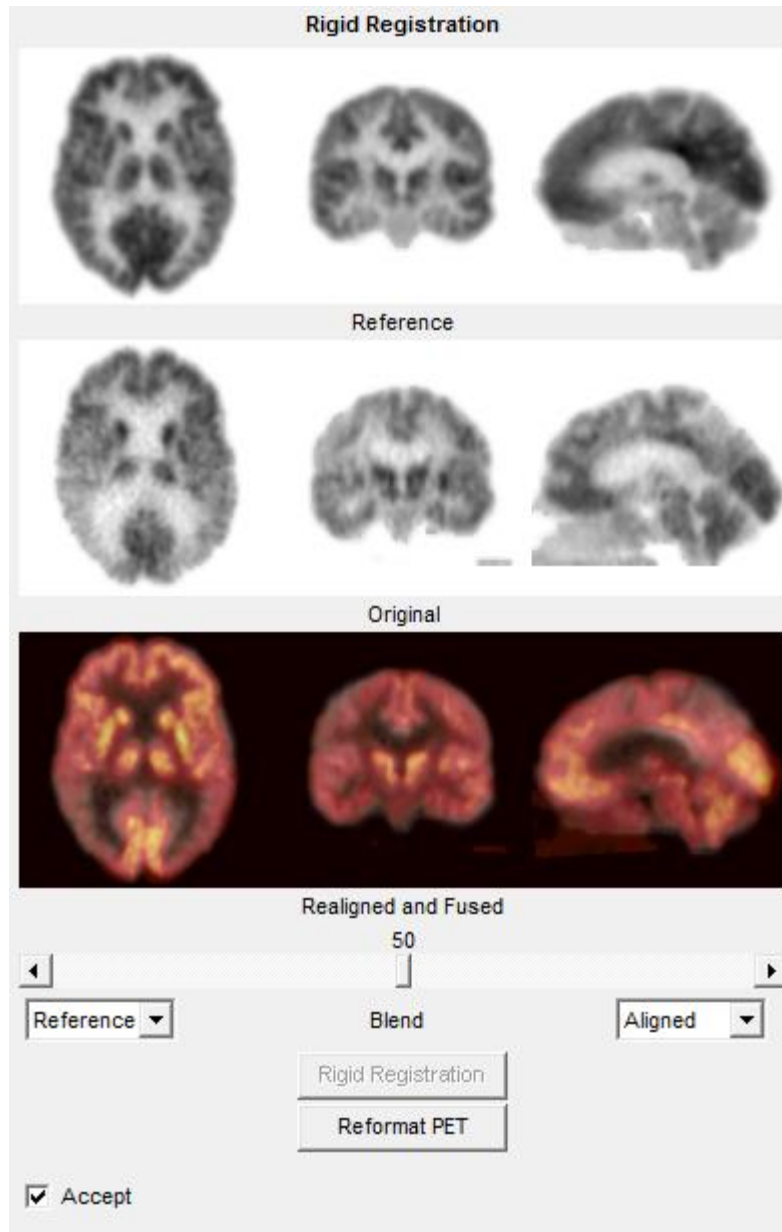 Rigid Registration
Reference
Original
Realigned and Fused
50
Reference
Blend
Aligned
Rigid Registration
Reformat PET
Accept